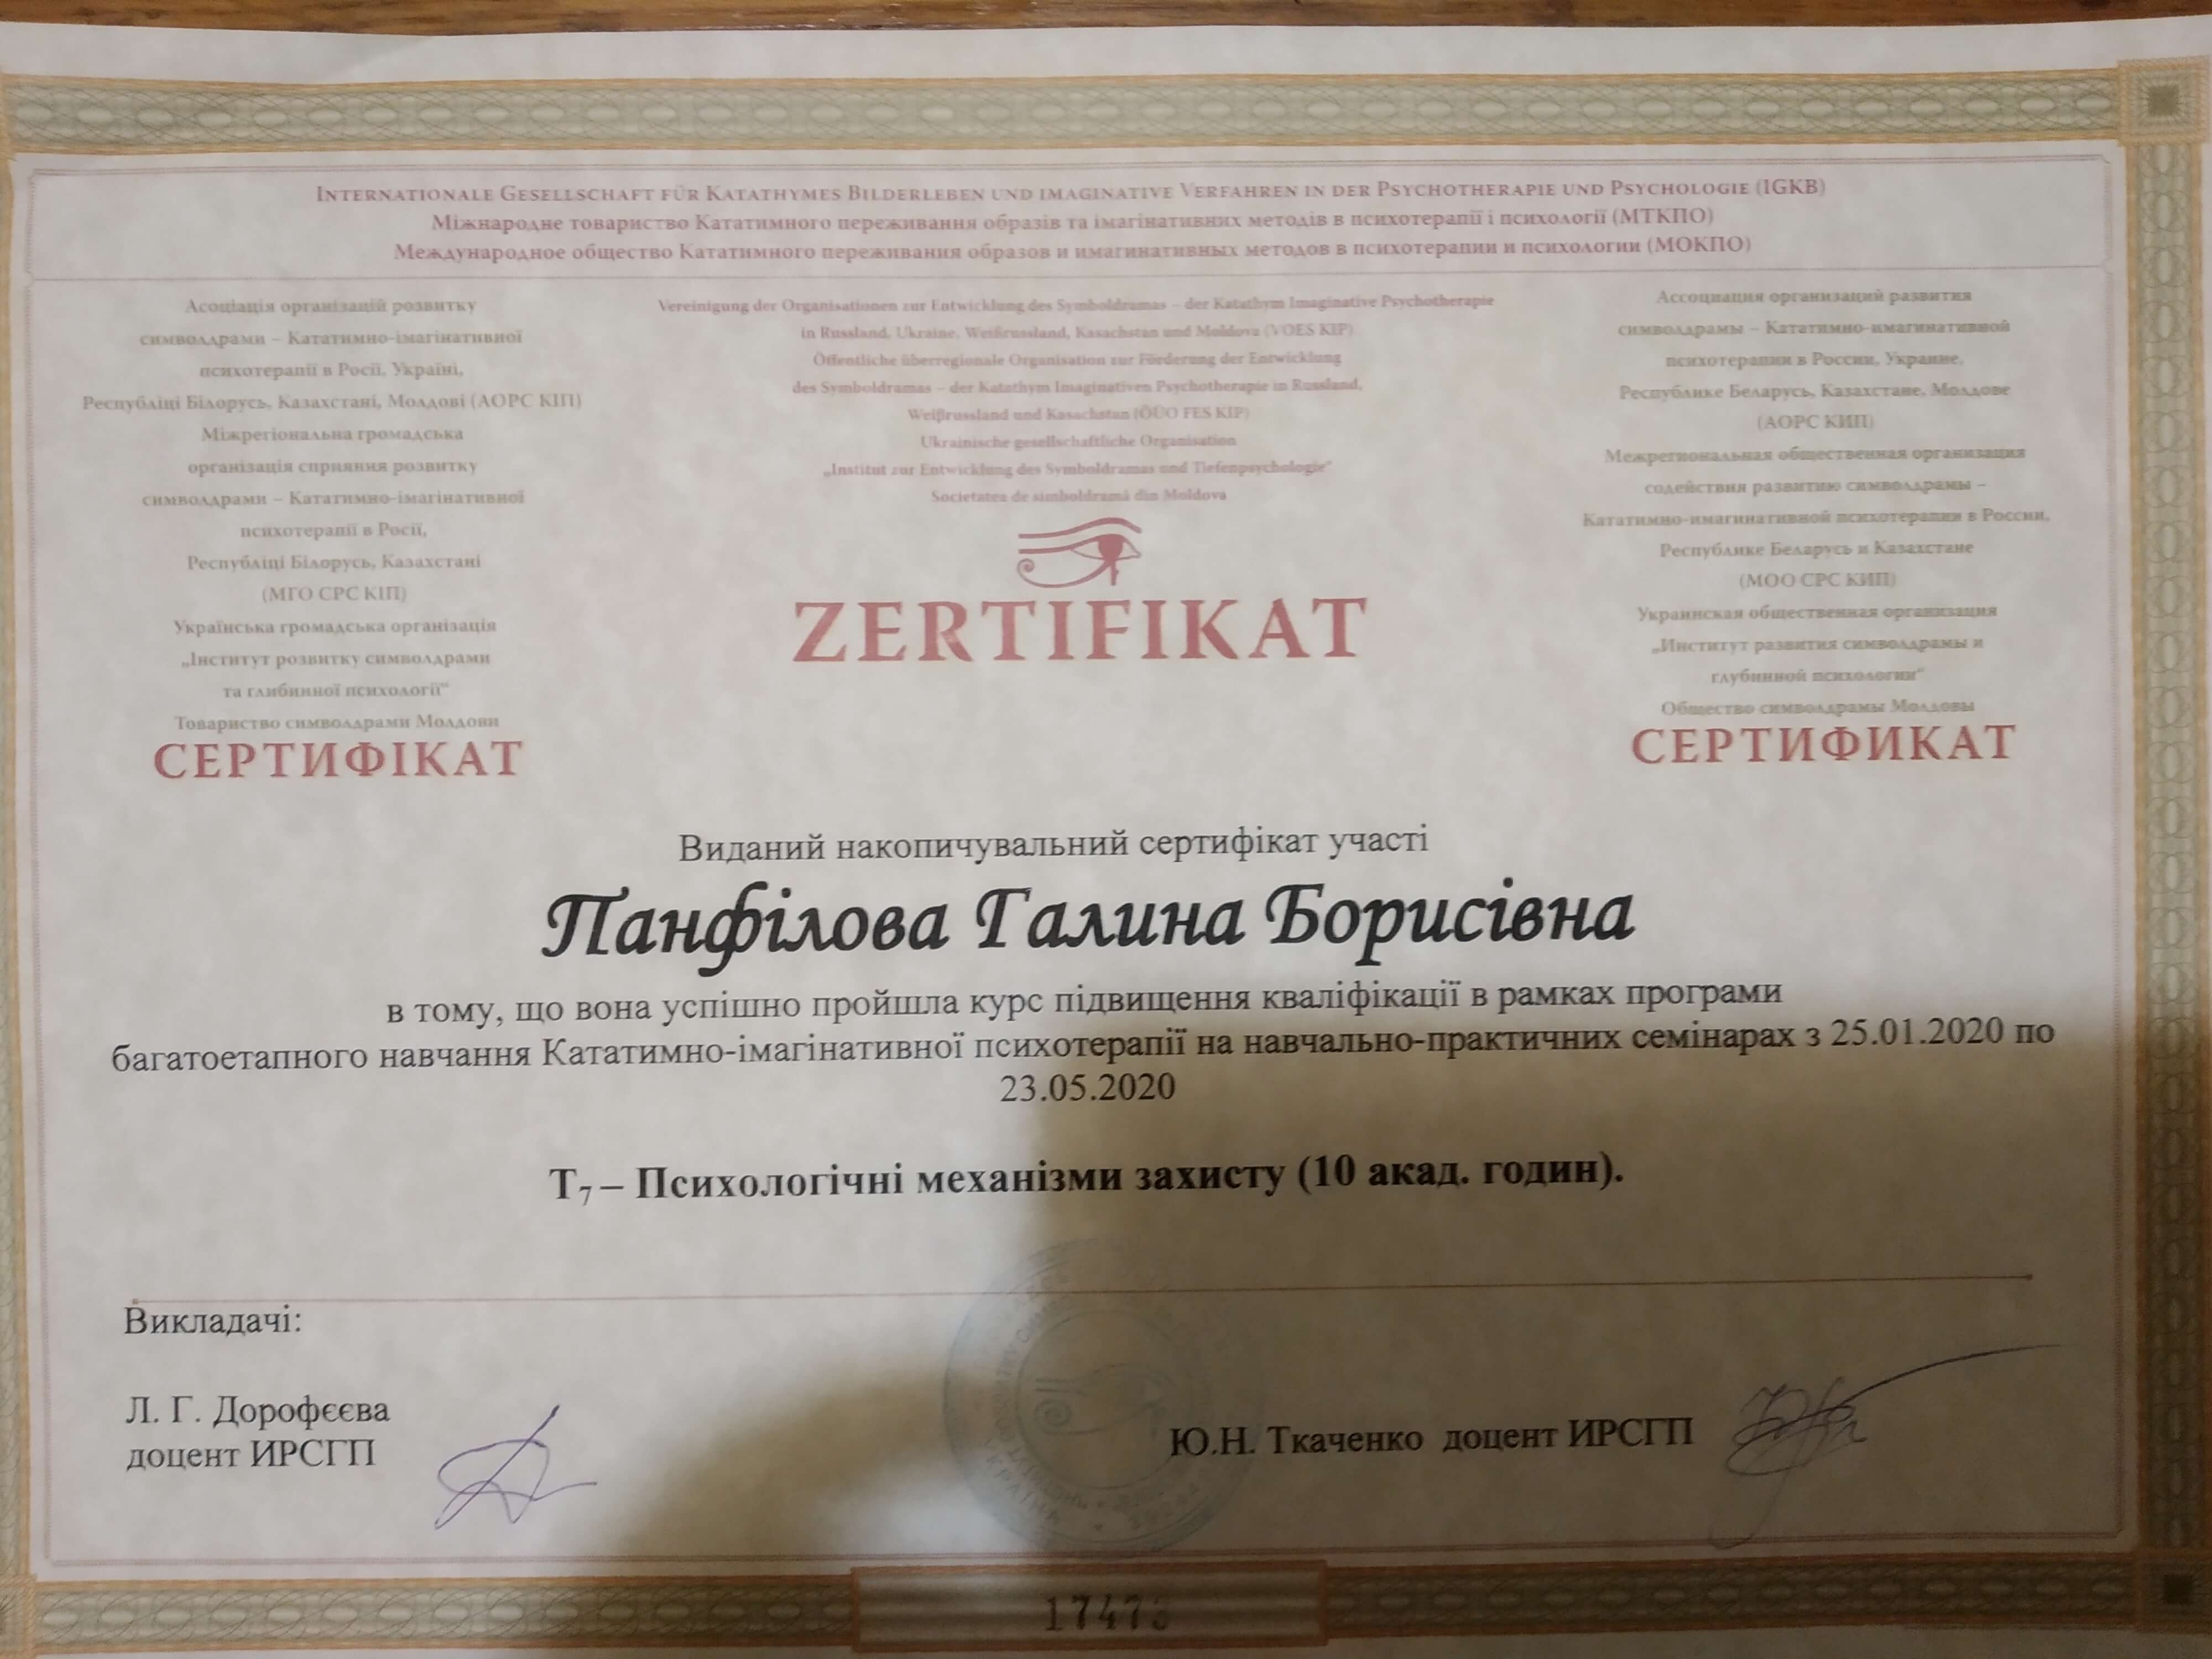 INTERNATIONALE GESELLSCHAFT FÜR KATATHYMES BILDERLEBEN UND IMAGINATIVE VERFAHREN IN DER PSYCHOTHERAPIE UND PSYCHOLOGIE (IGKB)
Міжнародне товариство Кататимного переживання образів та імагінативних методів в психотерапії і психології (МТКПО)
Международное общество Кататимного переживания образов и имагинативных методов в психотерапии и психологии (МОКПО)
Асоціація організацій розвитку
символдрами – Кататимно-імагінативної
психотерапії в Росії, Україні,
Республіці Білорусь, Казахстані, Молдові (АОРС КІП)
Міжрегіональна громадська
організація сприяння розвитку
символдрами – Кататимно-імагінативної
психотерапії в Росії,
Республіці Білорусь, Казахстані
(МГО СРС КІП)
Українська громадська організація
„Інститут розвитку символдрами
та глибинної психології“
Товариство символдрами Молдови
СЕРТИФІКАТ
Vereinigung der Organisationen zur Entwicklung des Symboldramas – der Katathym Imaginative Psychotherapie
in Russland, Ukraine, Weißrussland, Kasachstan und Moldova (VOES KIP)
Öffentliche überregionale Organisation zur Förderung der Entwicklung
des Symboldramas – der Katathym Imaginativen Psychotherapie in Russland,
Weißrussland und Kasachstan (ÖÜO FES KIP)
Ukrainische gesellschaftliche Organisation
„Institut zur Entwicklung des Symboldramas und Tiefenpsychologie“
Societatea de simboldramă din Moldova
ZERTIFIKAT
Ассоциация организаций развития
символдрамы – Кататимно-имагинативной
психотерапии в России, Украине,
Республике Беларусь, Казахстане, Молдове
(АОРС КИП)
Межрегиональная общественная организация
содействия развитию символдрамы –
Кататимно-имагинативной психотерапии в России,
Республике Беларусь и Казахстане
(МОО СРС КИП)
Украинская общественная организация
„Институт развития символдрамы и
глубинной психологии“
Общество символдрамы Молдовы
СЕРТИФИКАТ
Виданий накопичувальний сертифікат участі
Панфілова Галина Борисівна
в тому, що вона успішно пройшла курс підвищення кваліфікації в рамках програми
багатоетапного навчання Кататимно-імагінативної психотерапії на навчально-практичних семінарах з 25.01.2020 по
23.05.2020
Т₇ – Психологічні механізми захисту (10 акад. годин).
Викладачі:
Л. Г. Дорофєєва
доцент ИРСГП
Ю.Н. Ткаченко доцент ИРСГП
УКРАЇНА